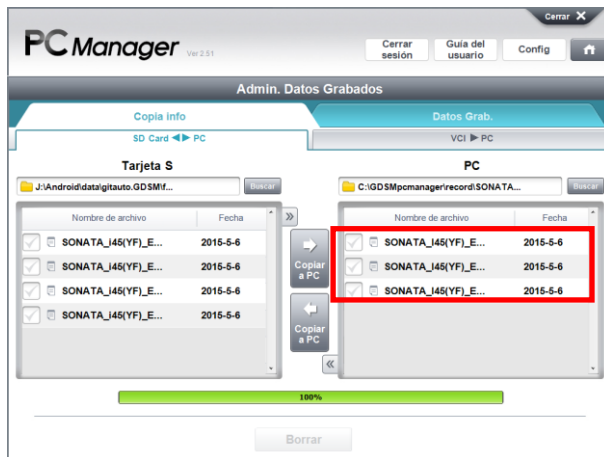 Cerrar X
PC Manager Ver 2.51
Cerrar sesión
Guía del usuario
Config
Admin. Datos Grabados
Copia info
Datos Grab.
SD Card ◀▶ PC
VCI ▶ PC
Tarjeta S
PC
J:\Android\data\gitauto.GDSM\f...
Buscar
C:\GDSMpcmanager\record\SONATA...
Buscar
Nombre de archivo
Fecha
SONATA_i45(YF)_E... 2015-5-6
SONATA_i45(YF)_E... 2015-5-6
SONATA_i45(YF)_E... 2015-5-6
SONATA_i45(YF)_E... 2015-5-6
Copiar
a PC
Copiar
a PC
Nombre de archivo
Fecha
SONATA_I45(YF)_E... 2015-5-6
SONATA_I45(YF)_E... 2015-5-6
SONATA_I45(YF)_E... 2015-5-6
100%
Borrar